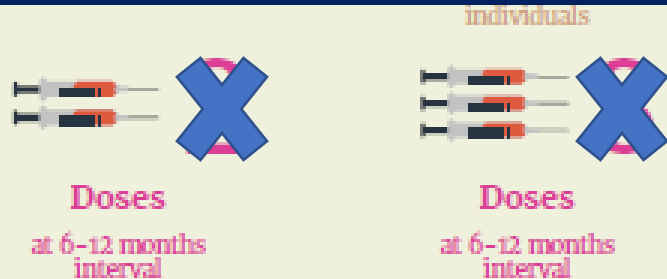 individuals
Doses
at 6-12 months
interval
Doses
at 6-12 months
interval